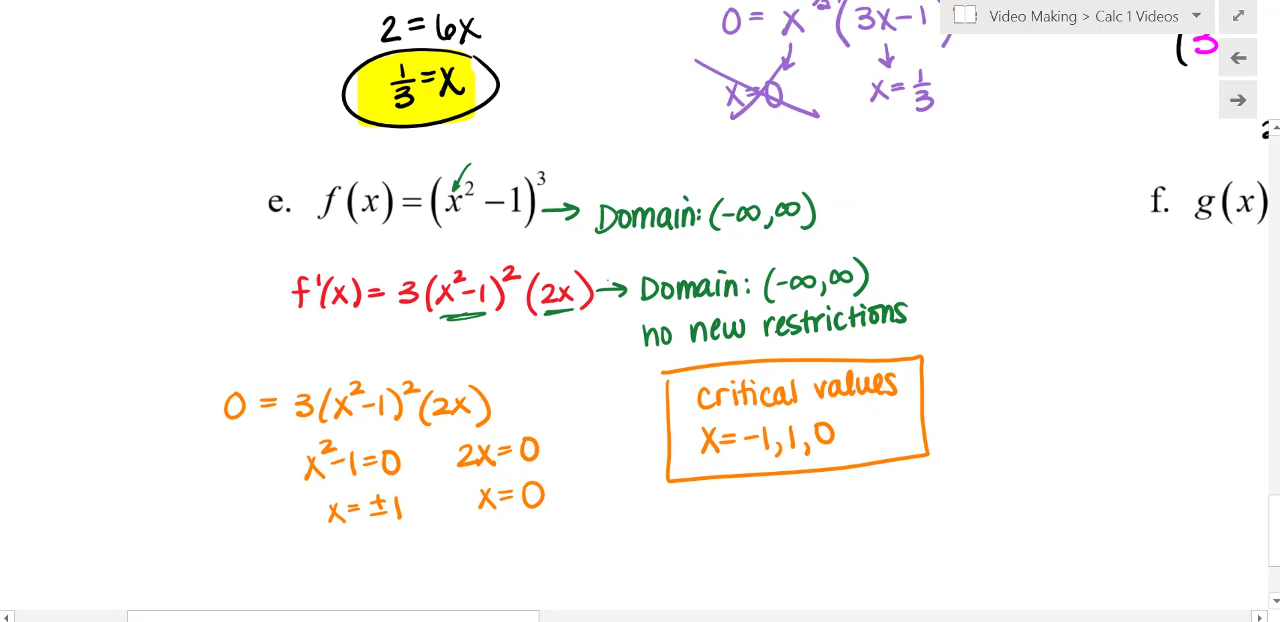 Video Making > Calc 1 Videos
2 = 6x
1/3 = x
0 = x (3x-1
x=0 x = 1/3
(3
2
e. f(x) = (x² − 1)³ → Domain: (-∞,∞)
f. g(x)
f'(x) = 3(x²-1)²(2x) → Domain: (-∞,∞)
no new restrictions
0 = 3(x²-1)²(2x)
x²-1=0 2x=0
x= ±1 x=0
critical values
x= -1, 1, 0